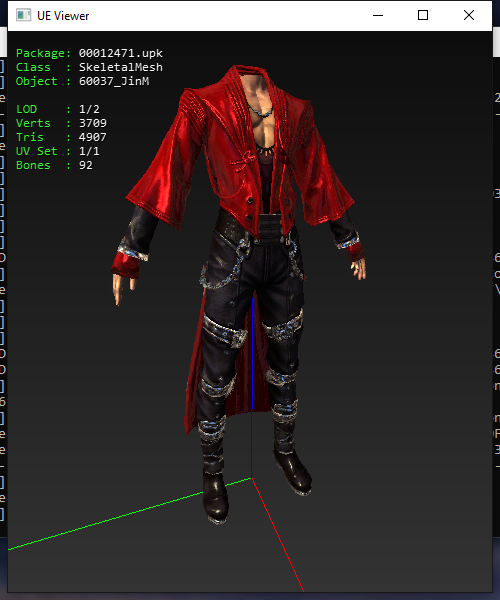 UE Viewer
Package: 00012471.upk
Class : SkeletalMesh
Object : 60037_JinM
LOD : 1/2
Verts : 3709
Tris : 4907
UV Set : 1/1
Bones : 92